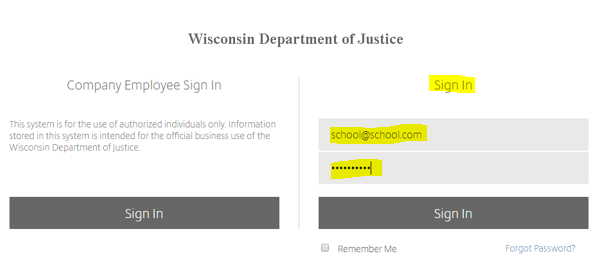 Wisconsin Department of Justice
Company Employee Sign In
This system is for the use of authorized individuals only. Information
stored in this system is intended for the official business use of the
Wisconsin Department of Justice.
Sign In
Sign In
school@school.com
••••••••••
Sign In
Remember Me
Forgot Password?